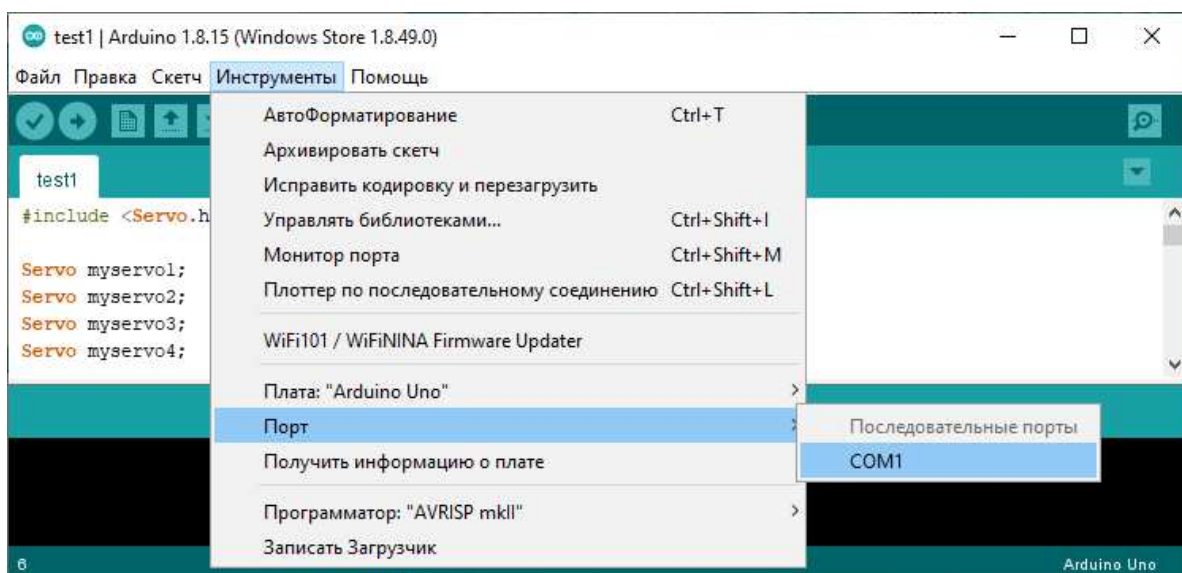 test1 | Arduino 1.8.15 (Windows Store 1.8.49.0)
Файл Правка Скетч Инструменты Помощь
АвтоФорматирование Ctrl+T
Архивировать скетч
Исправить кодировку и перезагрузить
Управлять библиотеками... Ctrl+Shift+I
Монитор порта Ctrl+Shift+M
Плоттер по последовательному соединению Ctrl+Shift+L
WiFi101 / WiFiNINA Firmware Updater
Плата: "Arduino Uno"
Порт
Получить информацию о плате
Программатор: "AVRISP mkII"
Записать Загрузчик
Последовательные порты
COM1
test1
#include <Servo.h
Servo myservo1;
Servo myservo2;
Servo myservo3;
Servo myservo4;
6 Arduino Uno